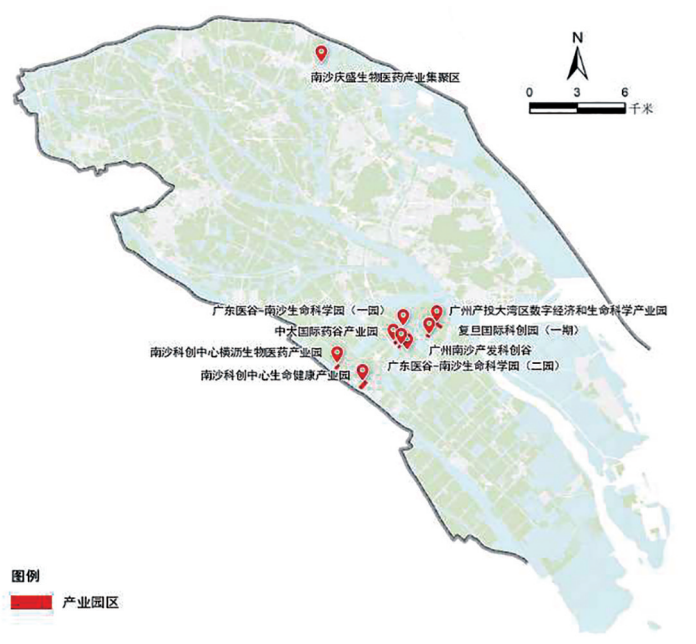 N
南沙庆盛生物医药产业集聚区
0 3 6
千米
广东医谷-南沙生命科学园（一园）
广州产投大湾区数字经济和生命科学产业园
中大国际药谷产业园
复旦国际科创园（一期）
南沙科创中心横沥生物医药产业园
广州南沙产发科创谷
南沙科创中心生命健康产业园
广东医谷-南沙生命科学园（二园）
图例
产业园区